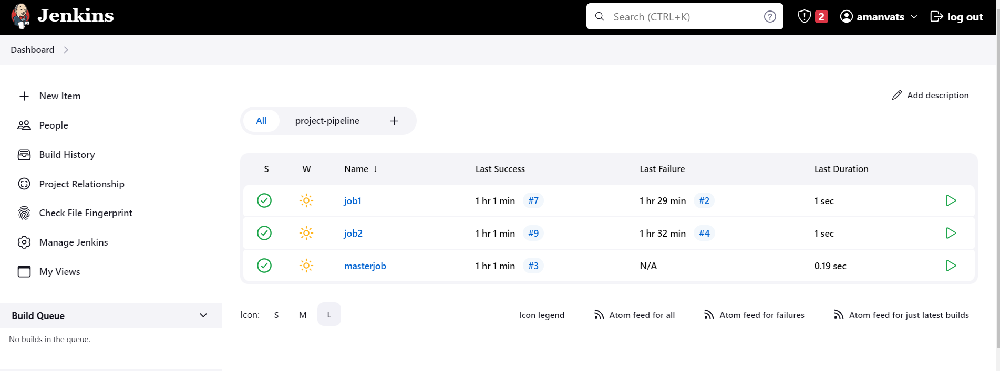 Jenkins
Search (CTRL+K)
2
amanvats
log out
Dashboard
New Item
People
Build History
Project Relationship
Check File Fingerprint
Manage Jenkins
My Views
Build Queue
No builds in the queue.
Add description
All project-pipeline +
S W Name ↓ Last Success Last Failure Last Duration
job1 1 hr 1 min #7 1 hr 29 min #2 1 sec
job2 1 hr 1 min #9 1 hr 32 min #4 1 sec
masterjob 1 hr 1 min #3 N/A 0.19 sec
Icon: S M L
Icon legend
Atom feed for all
Atom feed for failures
Atom feed for just latest builds